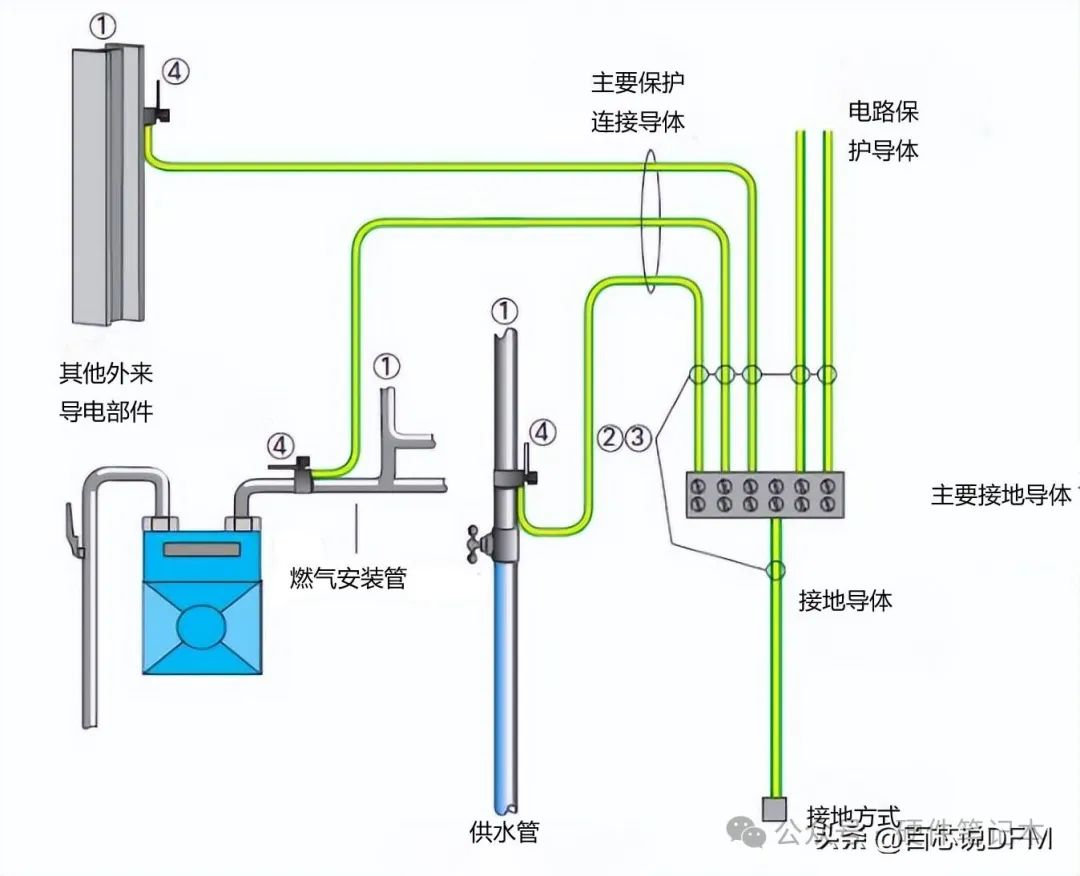 ①
④
主要保护
连接导体
电路保
护导体
其他外来
导电部件
①
①
④
④
②③
主要接地导体
燃气安装管
接地导体
供水管
接地方式
公众号 硬件笔记本
头条 @百芯说DFM